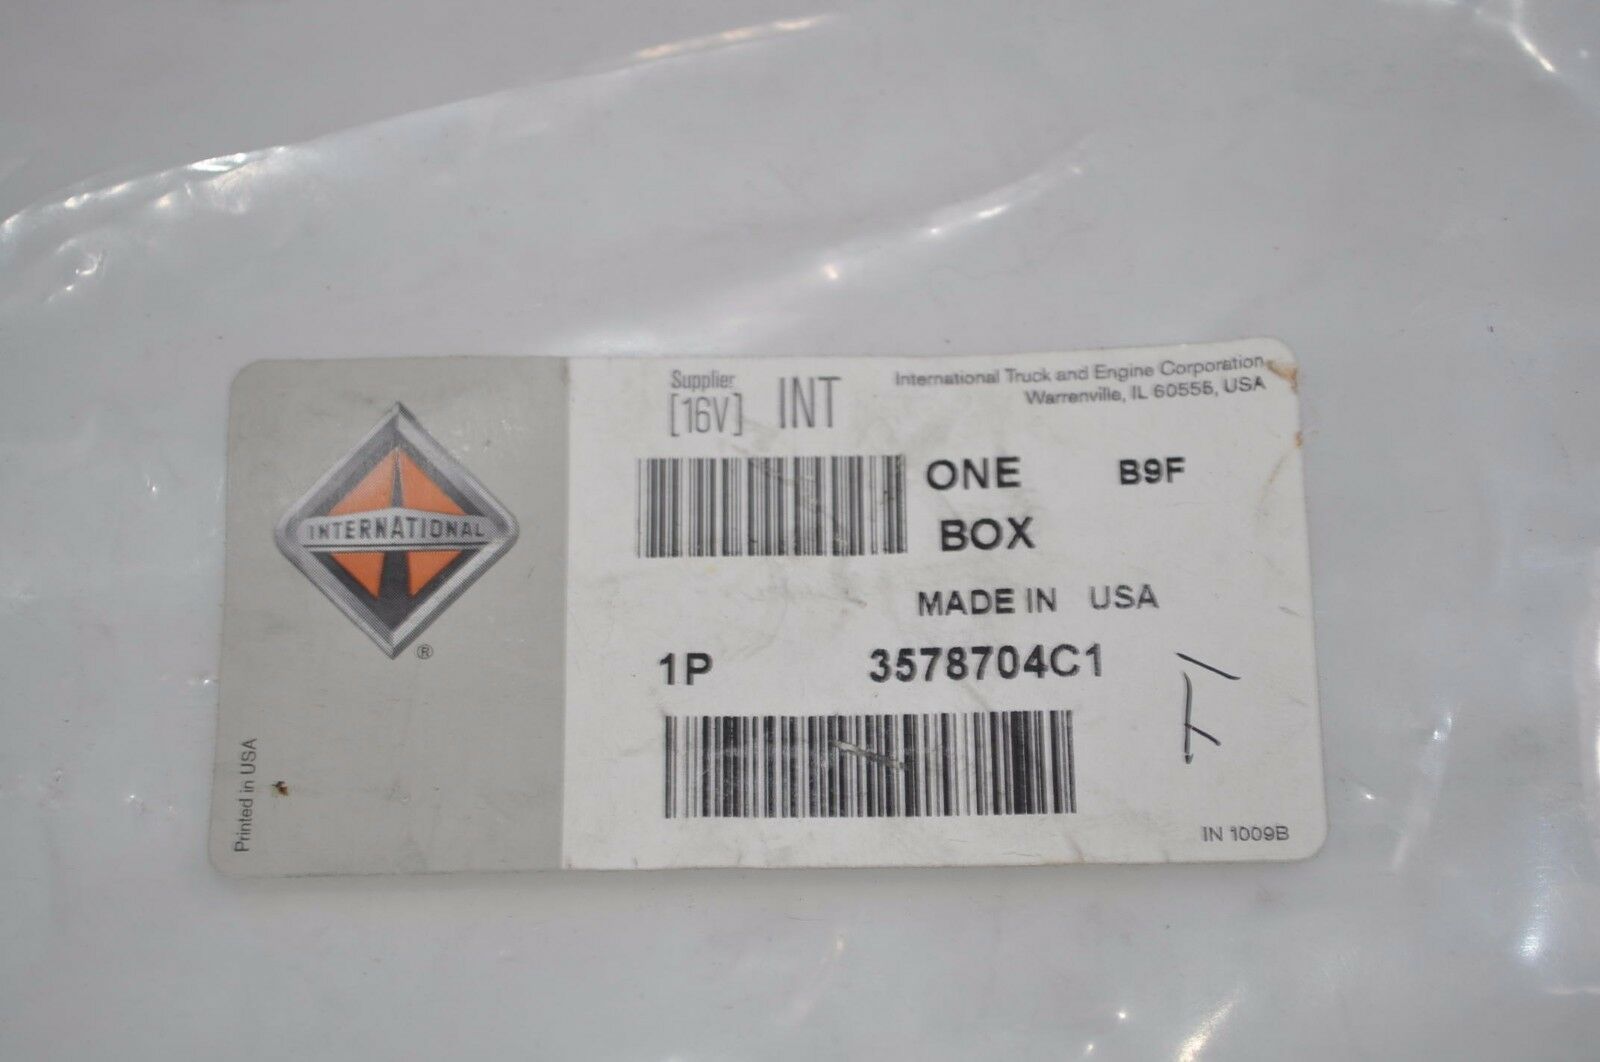 Supplier
[16V] INT
International Truck and Engine Corporation
Warrenville, IL 60555, USA
ONE B9F
BOX
MADE IN USA
1P 3578704C1
INTERNATIONAL
®
Printed in USA
IN 1009B